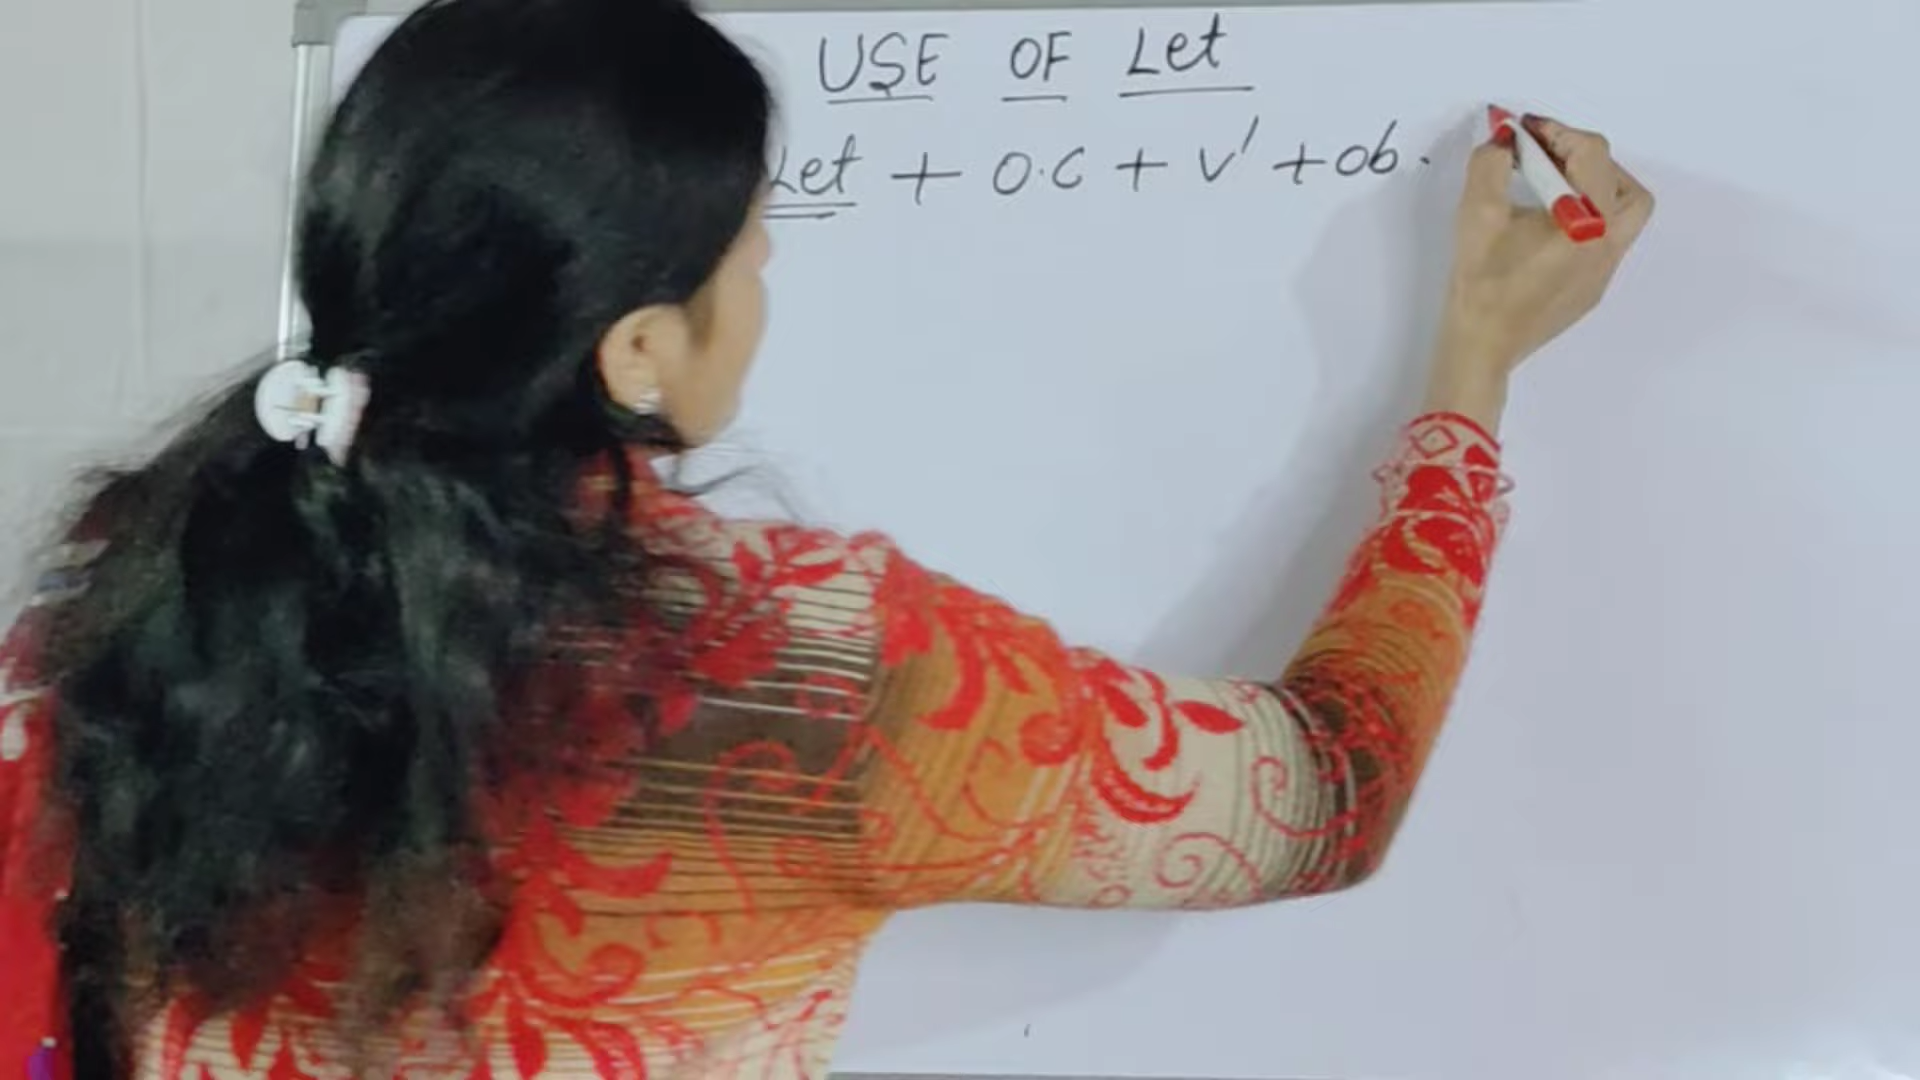 USE OF Let
Let + O.C + V' + ob.